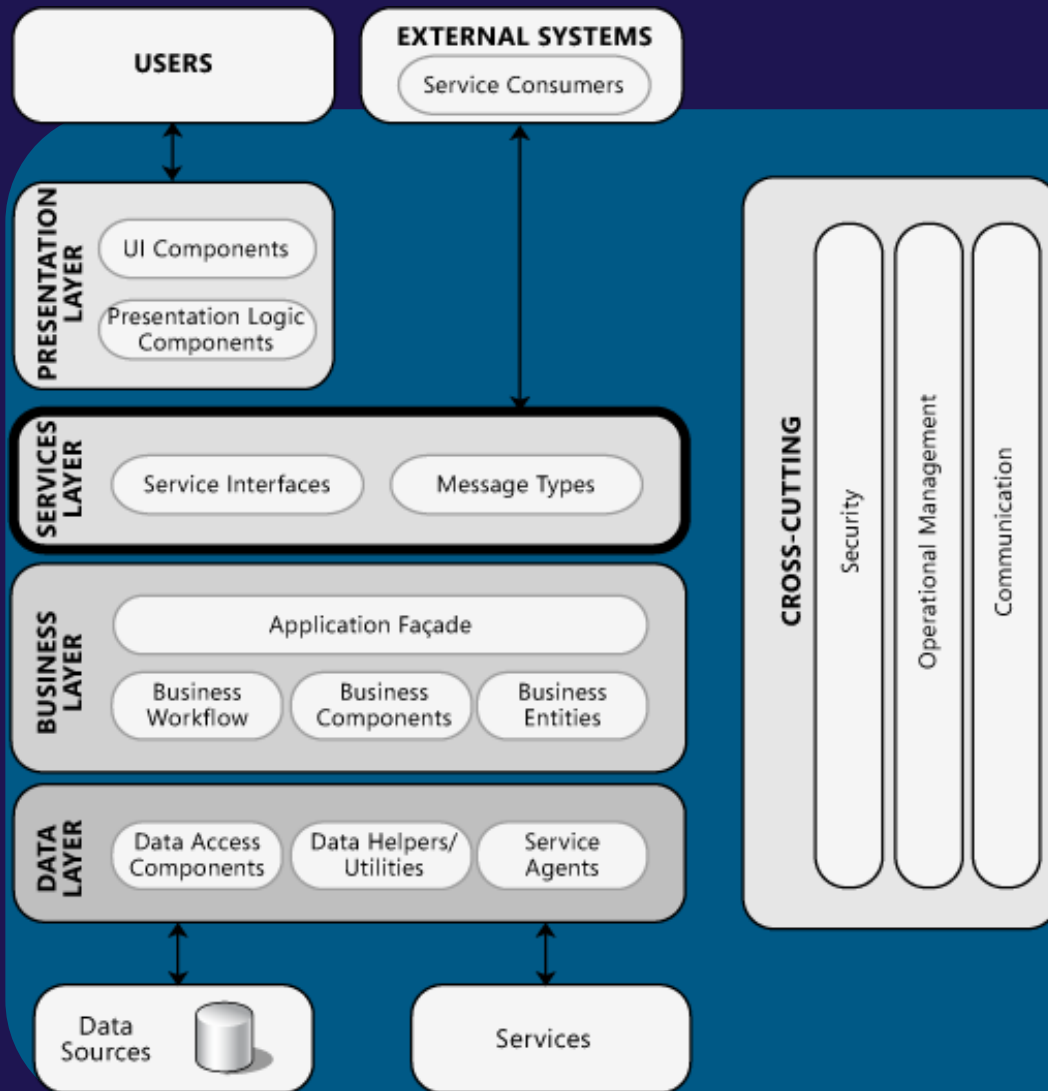 USERS
EXTERNAL SYSTEMS
Service Consumers
PRESENTATION
LAYER
UI Components
Presentation Logic
Components
SERVICES
LAYER
Service Interfaces
Message Types
BUSINESS
LAYER
Application Façade
Business
Workflow
Business
Components
Business
Entities
DATA
LAYER
Data Access
Components
Data Helpers/
Utilities
Service
Agents
Data
Sources
Services
CROSS-CUTTING
Security
Operational Management
Communication